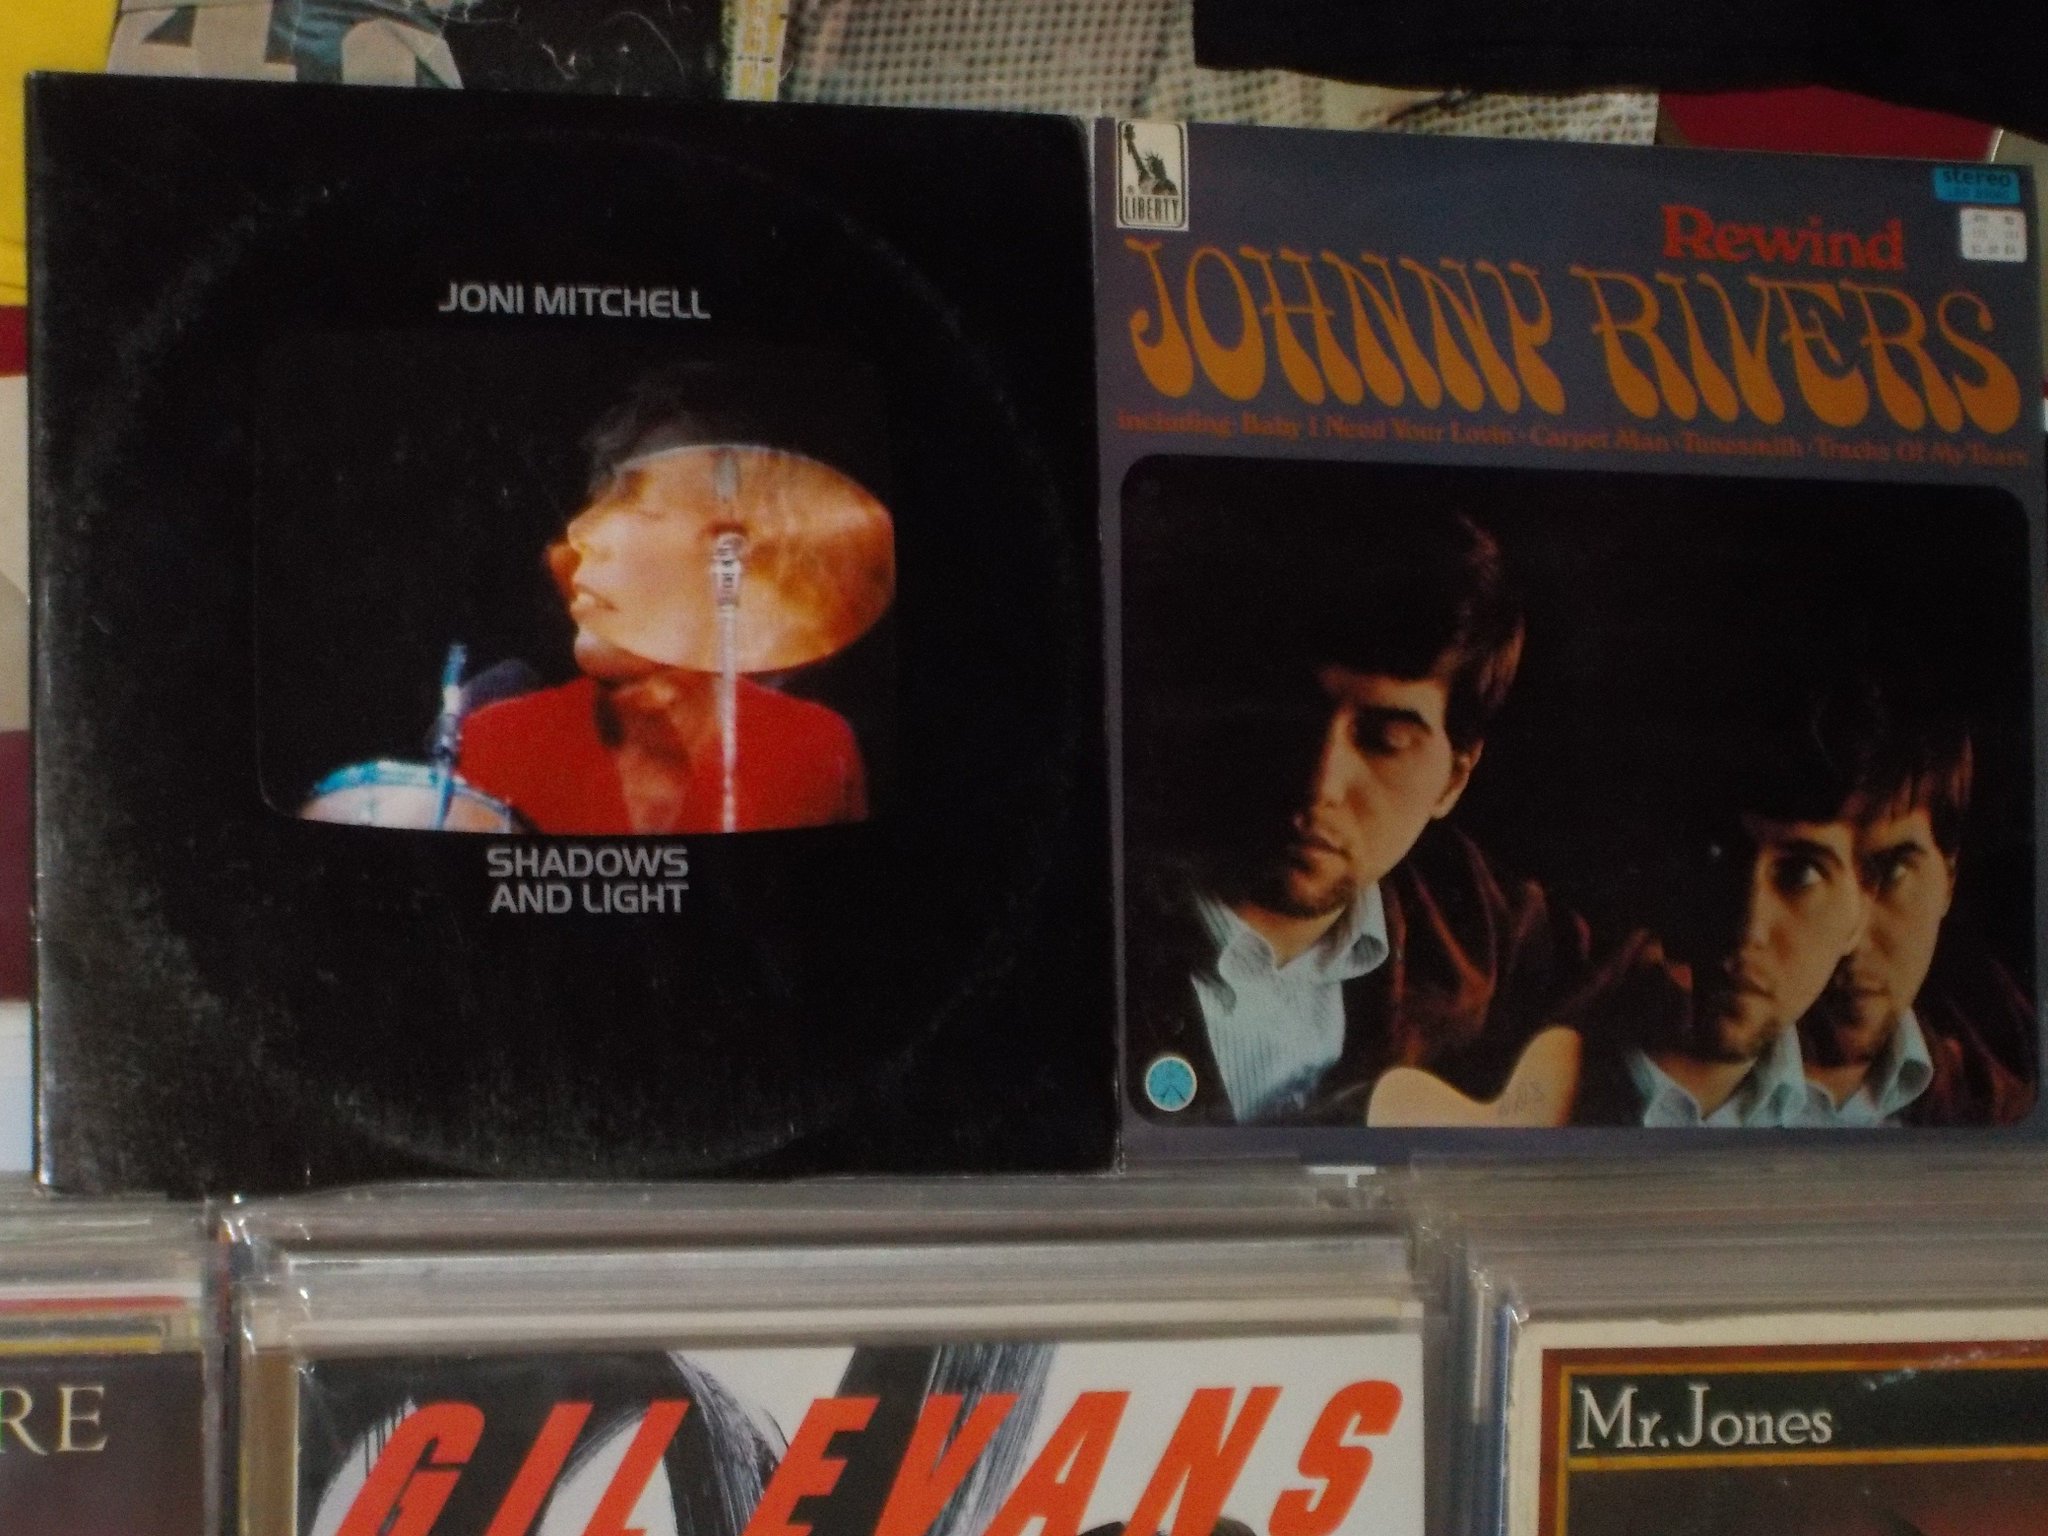 JONI MITCHELL
SHADOWS
AND LIGHT
LIBERTY
stereo
Rewind
JOHNNY RIVERS
including: Baby I Need Your Lovin' · Carpet Man · Tunesmith · Tracks Of My Tears
RE
GIL EVANS
Mr. Jones